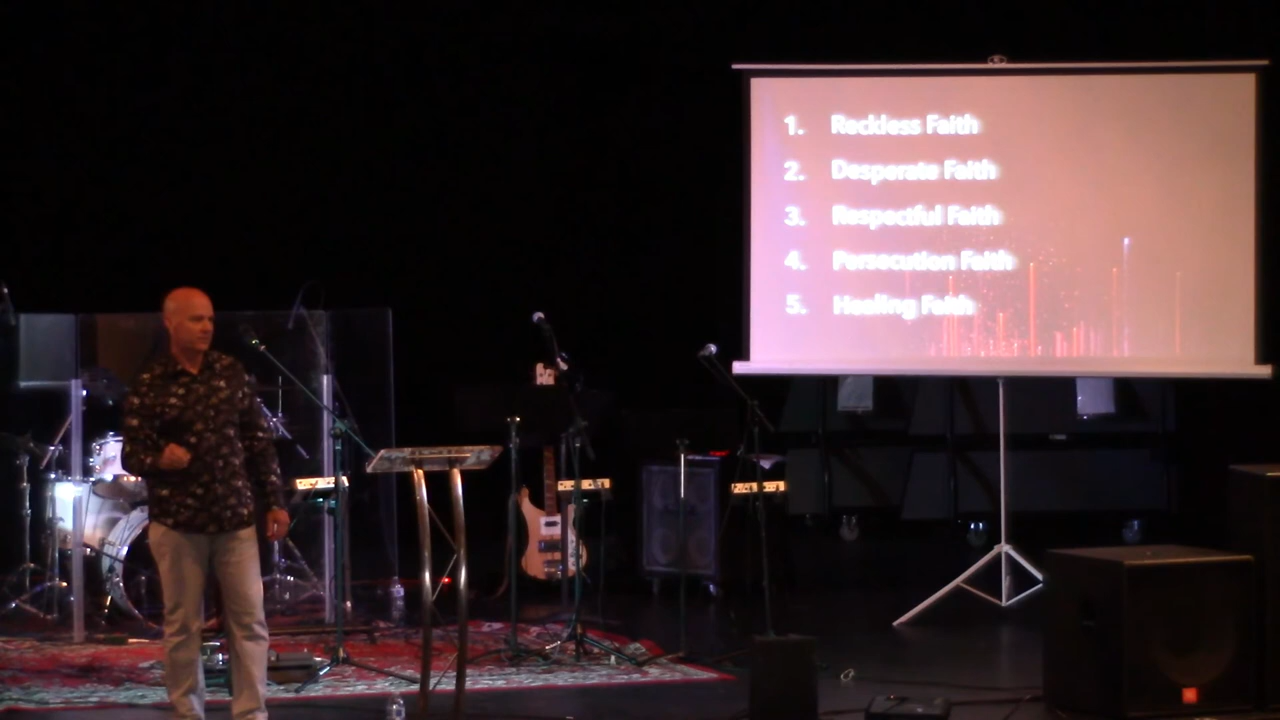 1. Reckless Faith
2. Desperate Faith
3. Respectful Faith
4. Persecution Faith
5. Healing Faith